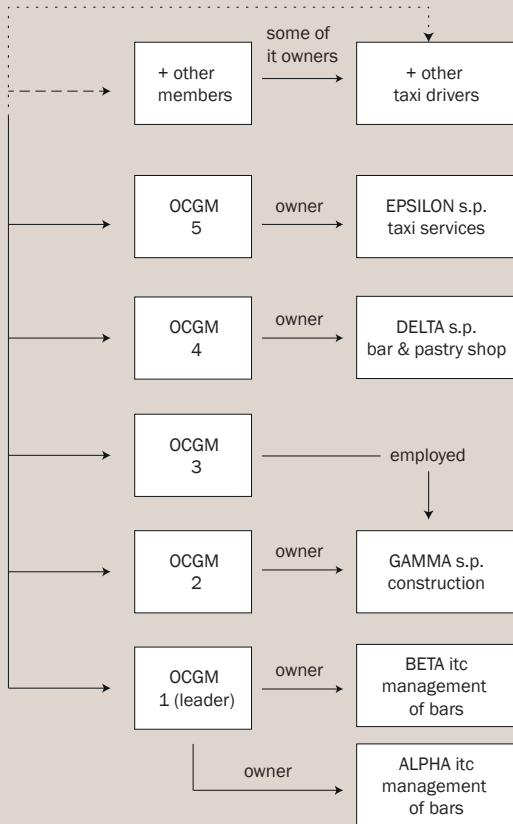 + other
members
some of
it owners
+ other
taxi drivers
OCGM
5
owner
EPSILON s.p.
taxi services
OCGM
4
owner
DELTA s.p.
bar & pastry shop
OCGM
3
employed
OCGM
2
owner
GAMMA s.p.
construction
OCGM
1 (leader)
owner
BETA itc
management
of bars
owner
ALPHA itc
management
of bars